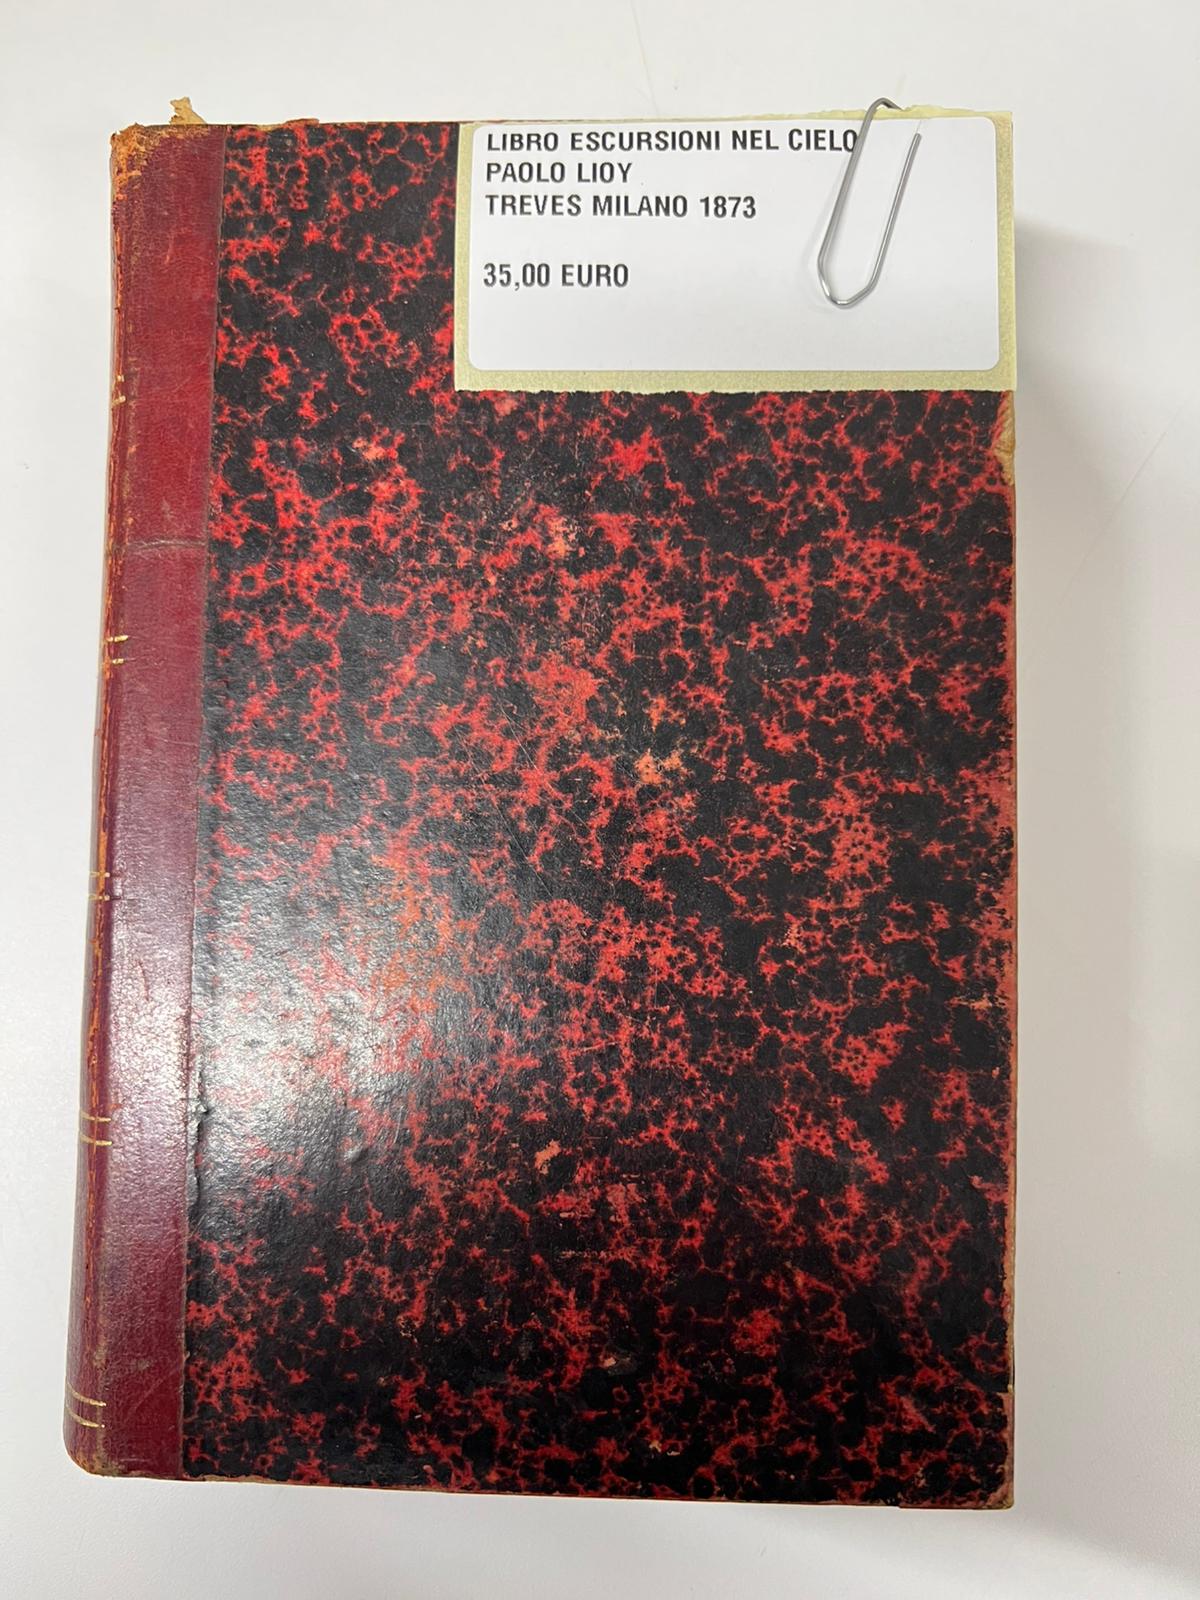 LIBRO ESCURSIONI NEL CIELO
PAOLO LIOY
TREVES MILANO 1873
35,00 EURO